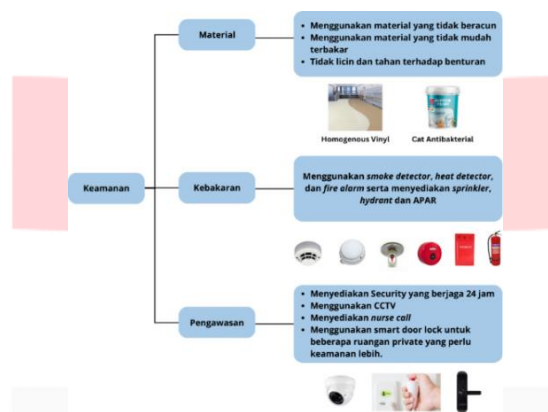 Material
• Menggunakan material yang tidak beracun
• Menggunakan material yang tidak mudah
terbakar
• Tidak licin dan tahan terhadap benturan
Homogenous Vinyl
Cat Antibakterial
Keamanan
Kebakaran
Menggunakan smoke detector, heat detector,
dan fire alarm serta menyediakan sprinkler,
hydrant dan APAR
Pengawasan
• Menyediakan Security yang berjaga 24 jam
• Menggunakan CCTV
• Menyediakan nurse call
• Menggunakan smart door lock untuk
beberapa ruangan private yang perlu
keamanan lebih.